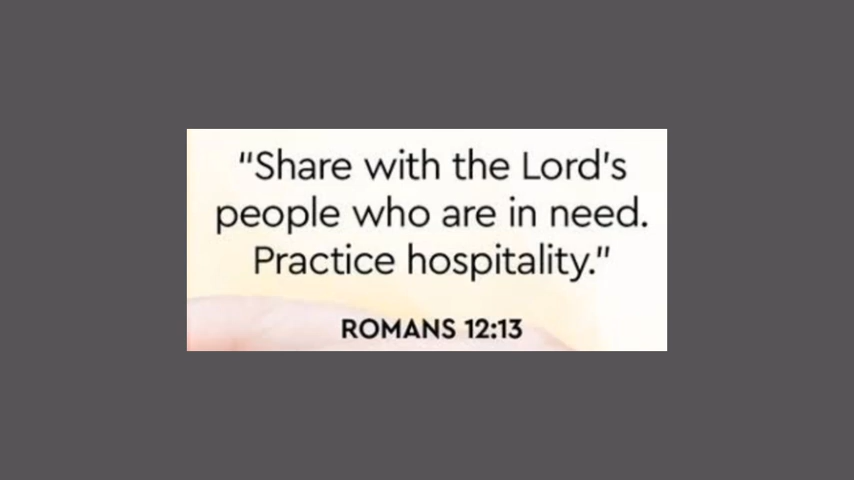 "Share with the Lord's
people who are in need.
Practice hospitality."
ROMANS 12:13